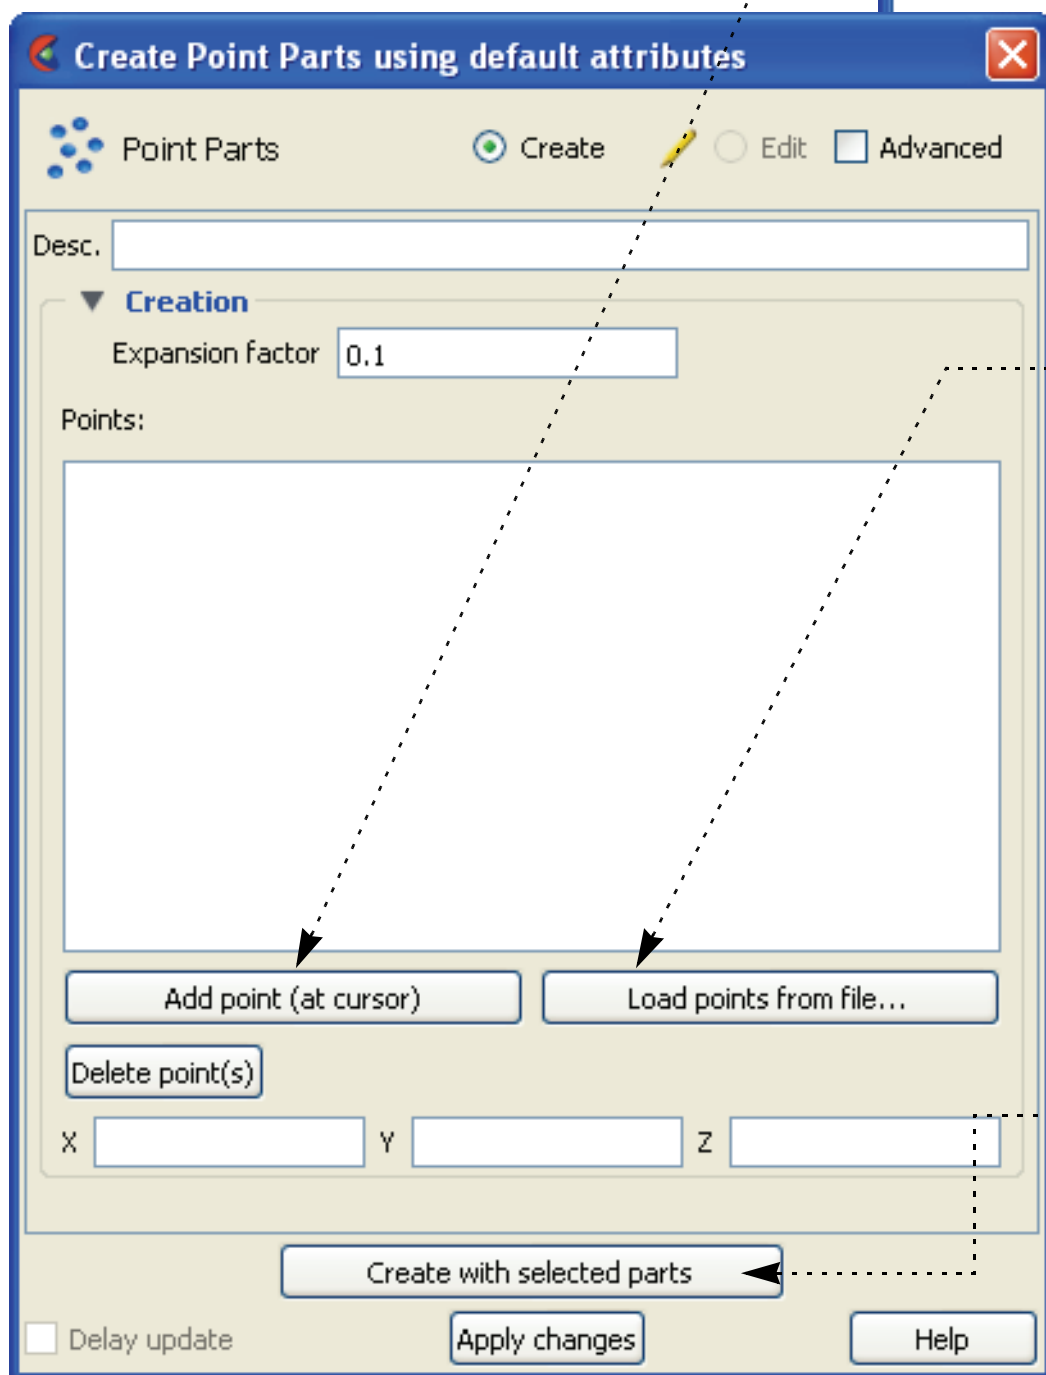 Create Point Parts using default attributes
Point Parts Create Edit Advanced
Desc.
Creation
Expansion factor 0.1
Points:
Add point (at cursor) Load points from file...
Delete point(s)
X Y Z
Create with selected parts
Delay update Apply changes Help